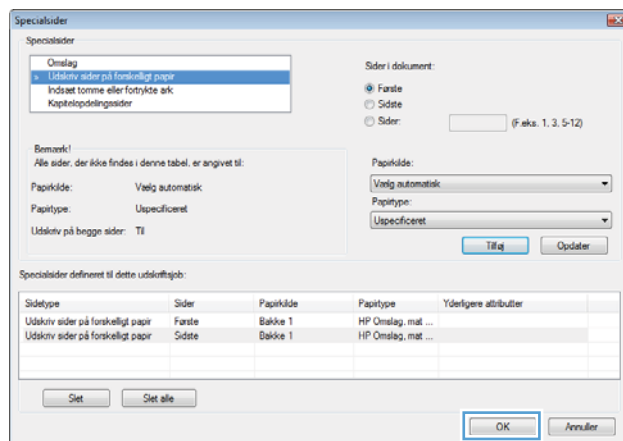 Specialsider
Specialsider
Omslag
» Udskriv sider på forskelligt papir
Indsæt tomme eller fortrykte ark
Kapitelopdelingssider
Sider i dokument:
Første
Sidste
Sider: (F.eks. 1, 3, 5-12)
Bemærk!
Alle sider, der ikke findes i denne tabel, er angivet til:
Papirkilde: Vælg automatisk
Papirtype: Uspecificeret
Udskriv på begge sider: Til
Papirkilde:
Vælg automatisk
Papirtype:
Uspecificeret
Tilføj Opdater
Specialsider defineret til dette udskriftsjob:
Sidetype Sider Papirkilde Papirtype Yderligere attributter
Udskriv sider på forskelligt papir Første Bakke 1 HP Omslag, mat ...
Udskriv sider på forskelligt papir Sidste Bakke 1 HP Omslag, mat ...
Slet Slet alle
OK Annuller